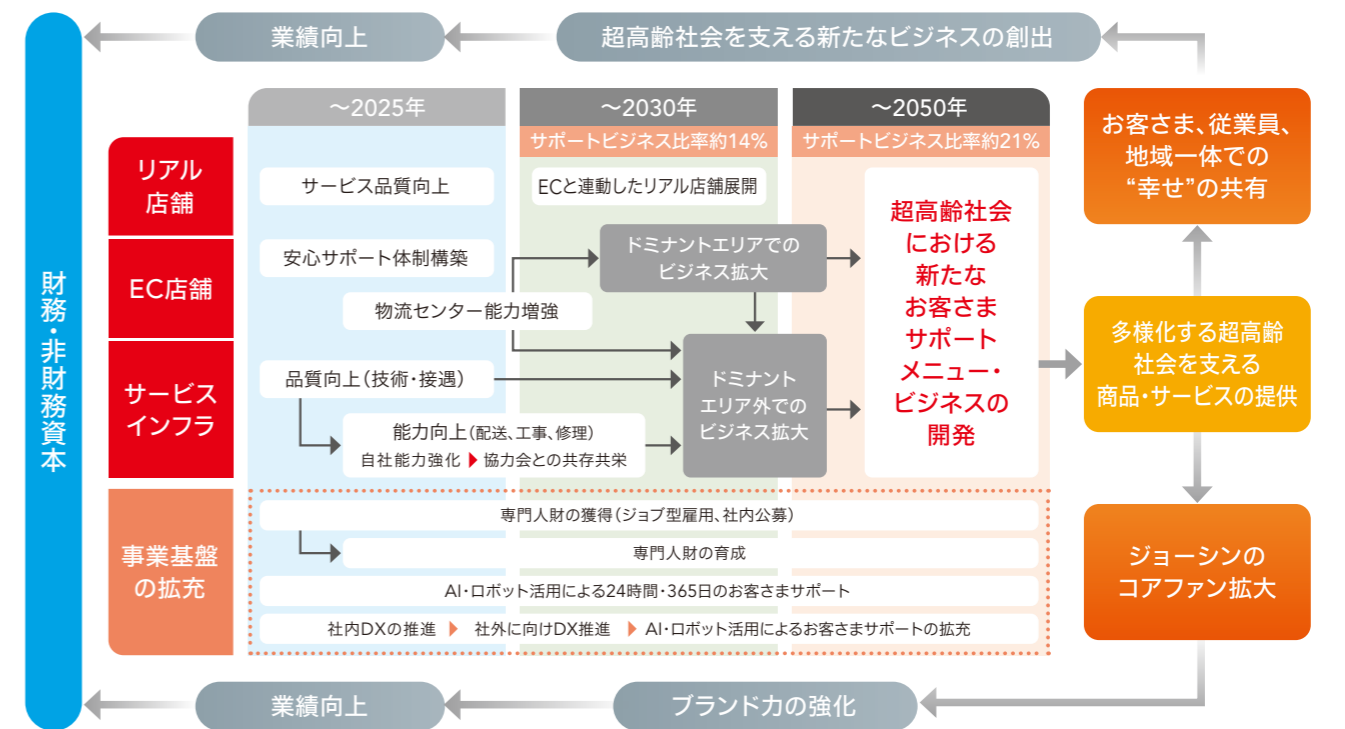 業績向上
超高齢社会を支える新たなビジネスの創出
財務・非財務資本
～2025年
～2030年
～2050年
サポートビジネス比率約14%
サポートビジネス比率約21%
リアル
店舗
サービス品質向上
ECと連動したリアル店舗展開
EC店舗
安心サポート体制構築
物流センター能力増強
ドミナントエリアでの
ビジネス拡大
サービス
インフラ
品質向上（技術・接遇）
能力向上（配送、工事、修理）
自社能力強化 ▶ 協力会との共存共栄
ドミナント
エリア外での
ビジネス拡大
超高齢社会
における
新たな
お客さま
サポート
メニュー・
ビジネスの
開発
事業基盤
の拡充
専門人財の獲得（ジョブ型雇用、社内公募）
専門人財の育成
AI・ロボット活用による24時間・365日のお客さまサポート
社内DXの推進 ▶ 社外に向けDX推進 ▶ AI・ロボット活用によるお客さまサポートの拡充
お客さま、従業員、
地域一体での
“幸せ”の共有
多様化する超高齢
社会を支える
商品・サービスの提供
ジョーシンの
コアファン拡大
業績向上
ブランド力の強化